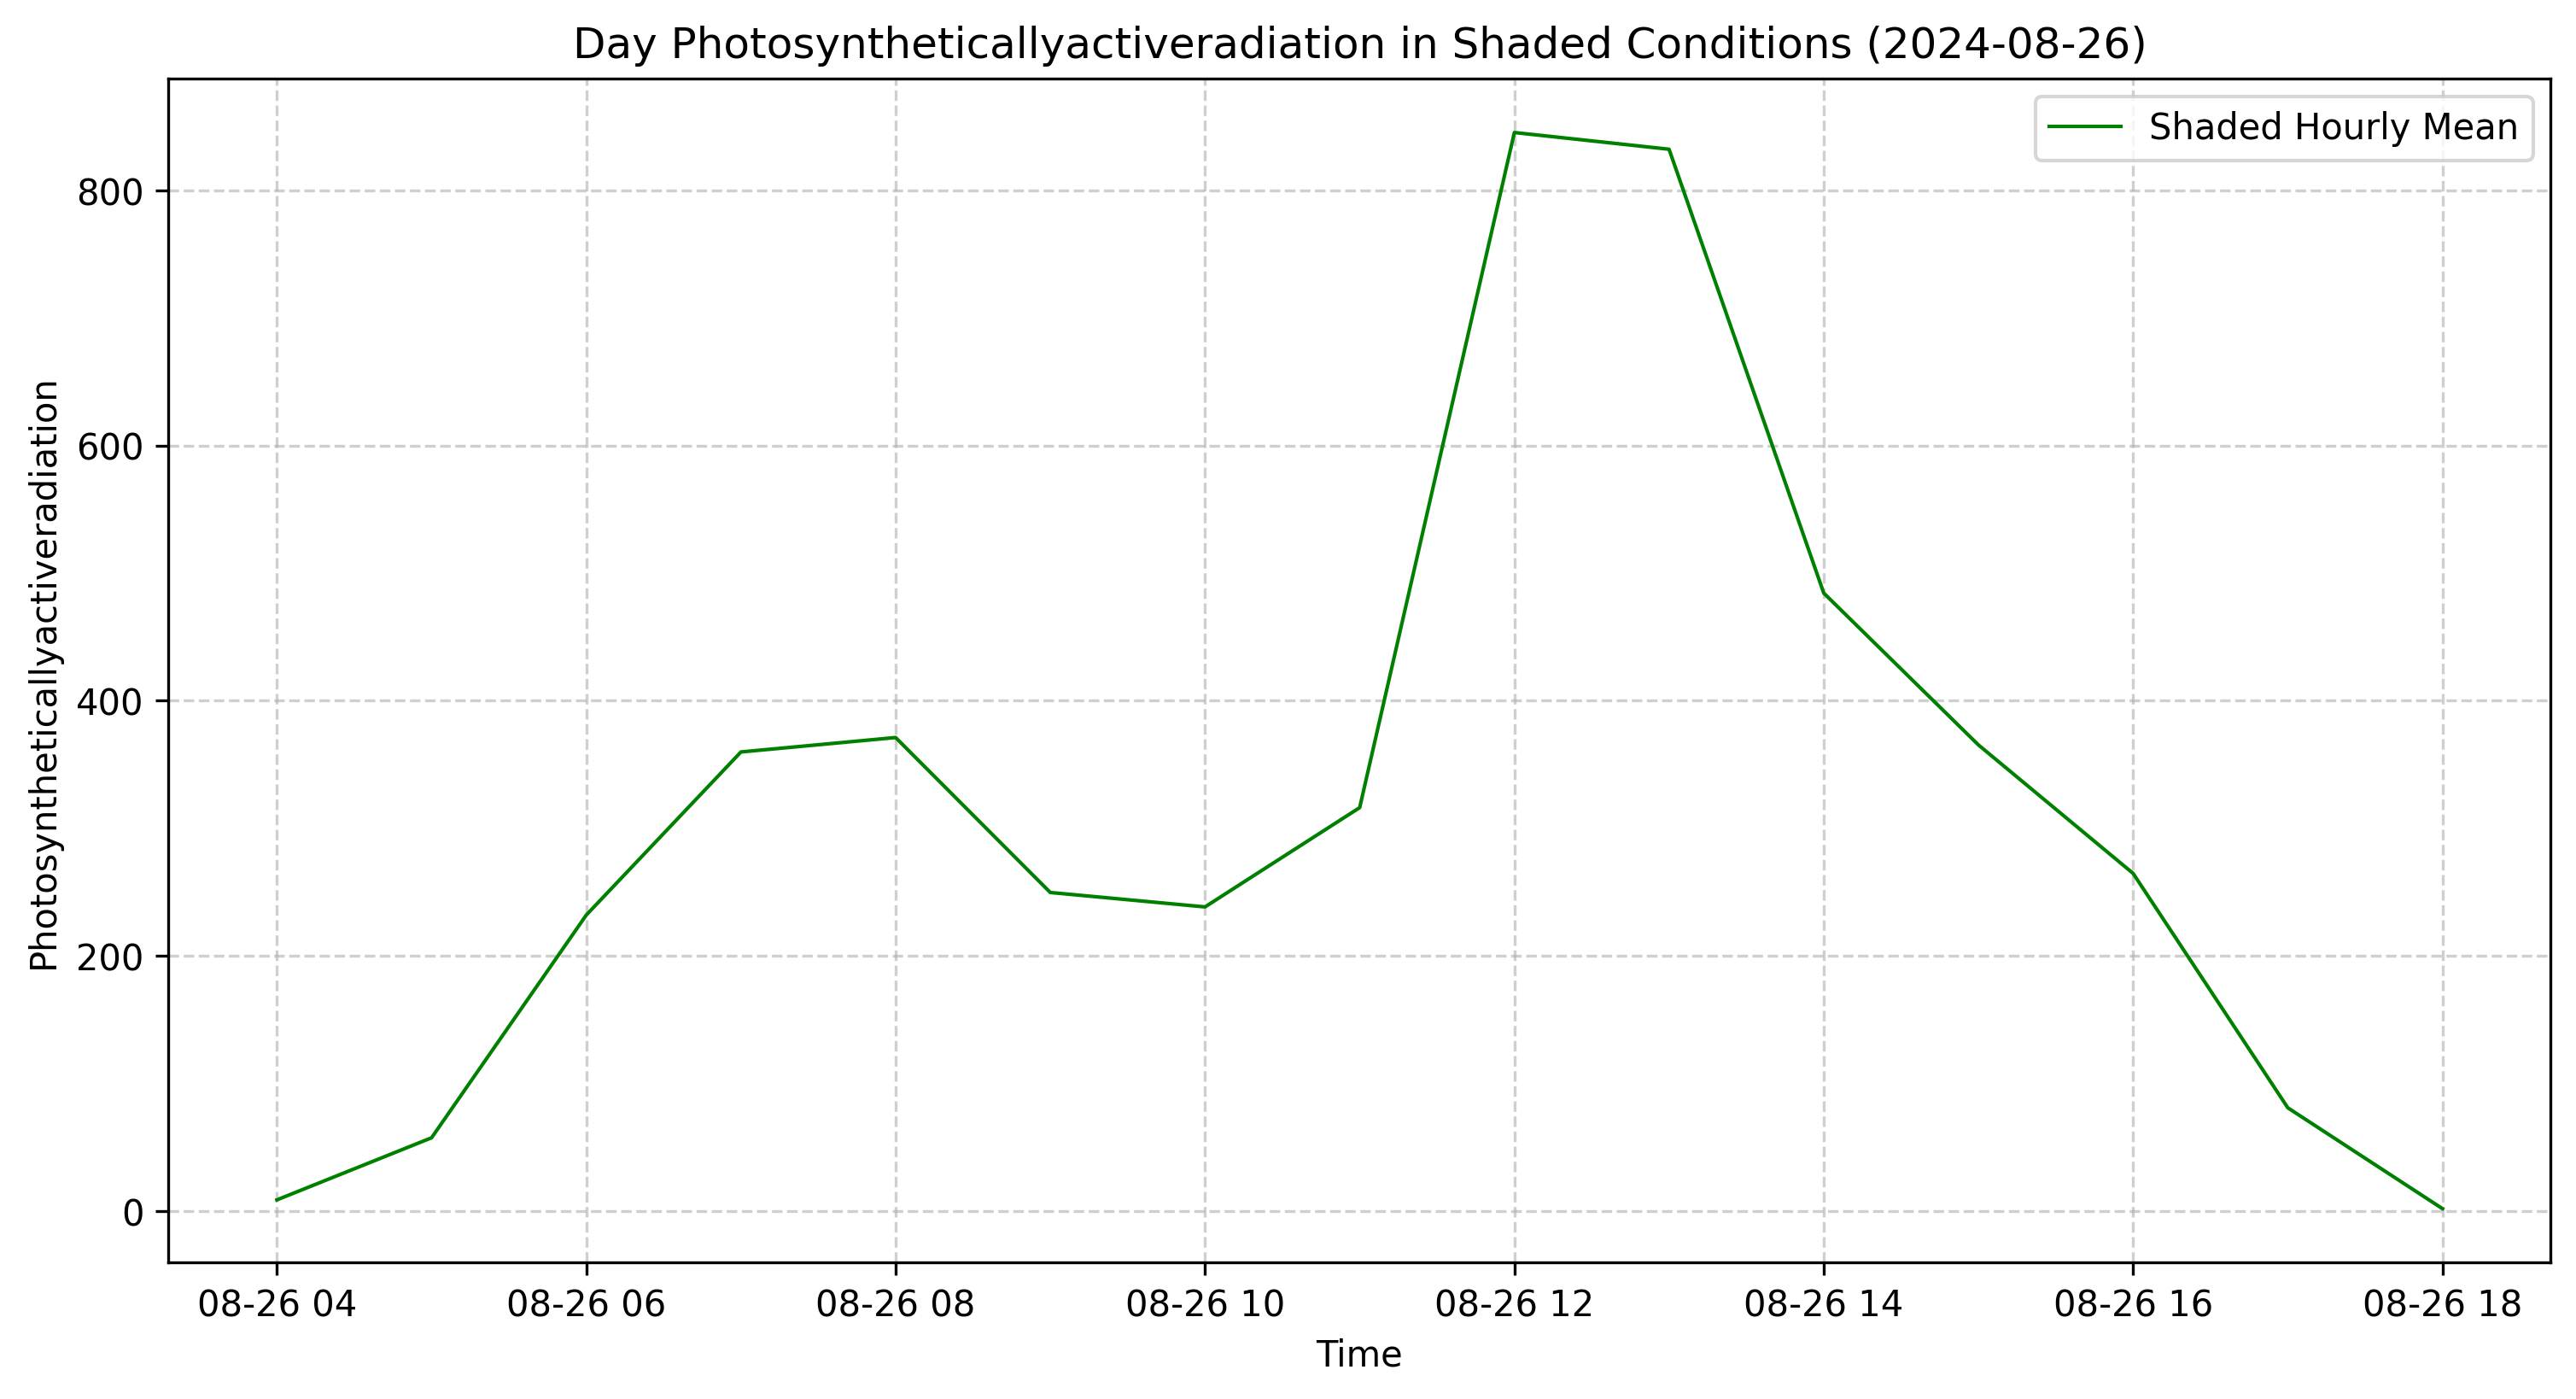 Day Photosyntheticallyactiveradiation in Shaded Conditions (2024-08-26)
Shaded Hourly Mean
Photosyntheticallyactiveradiation
800
600
400
200
0
08-26 04 08-26 06 08-26 08 08-26 10 08-26 12 08-26 14 08-26 16 08-26 18
Time